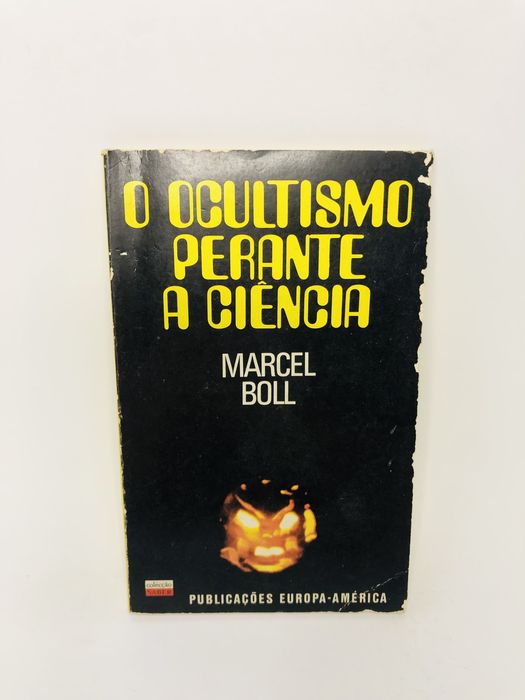 O OCULTISMO
PERANTE
A CIÊNCIA
MARCEL
BOLL
colecção
SABER
PUBLICAÇÕES EUROPA-AMÉRICA